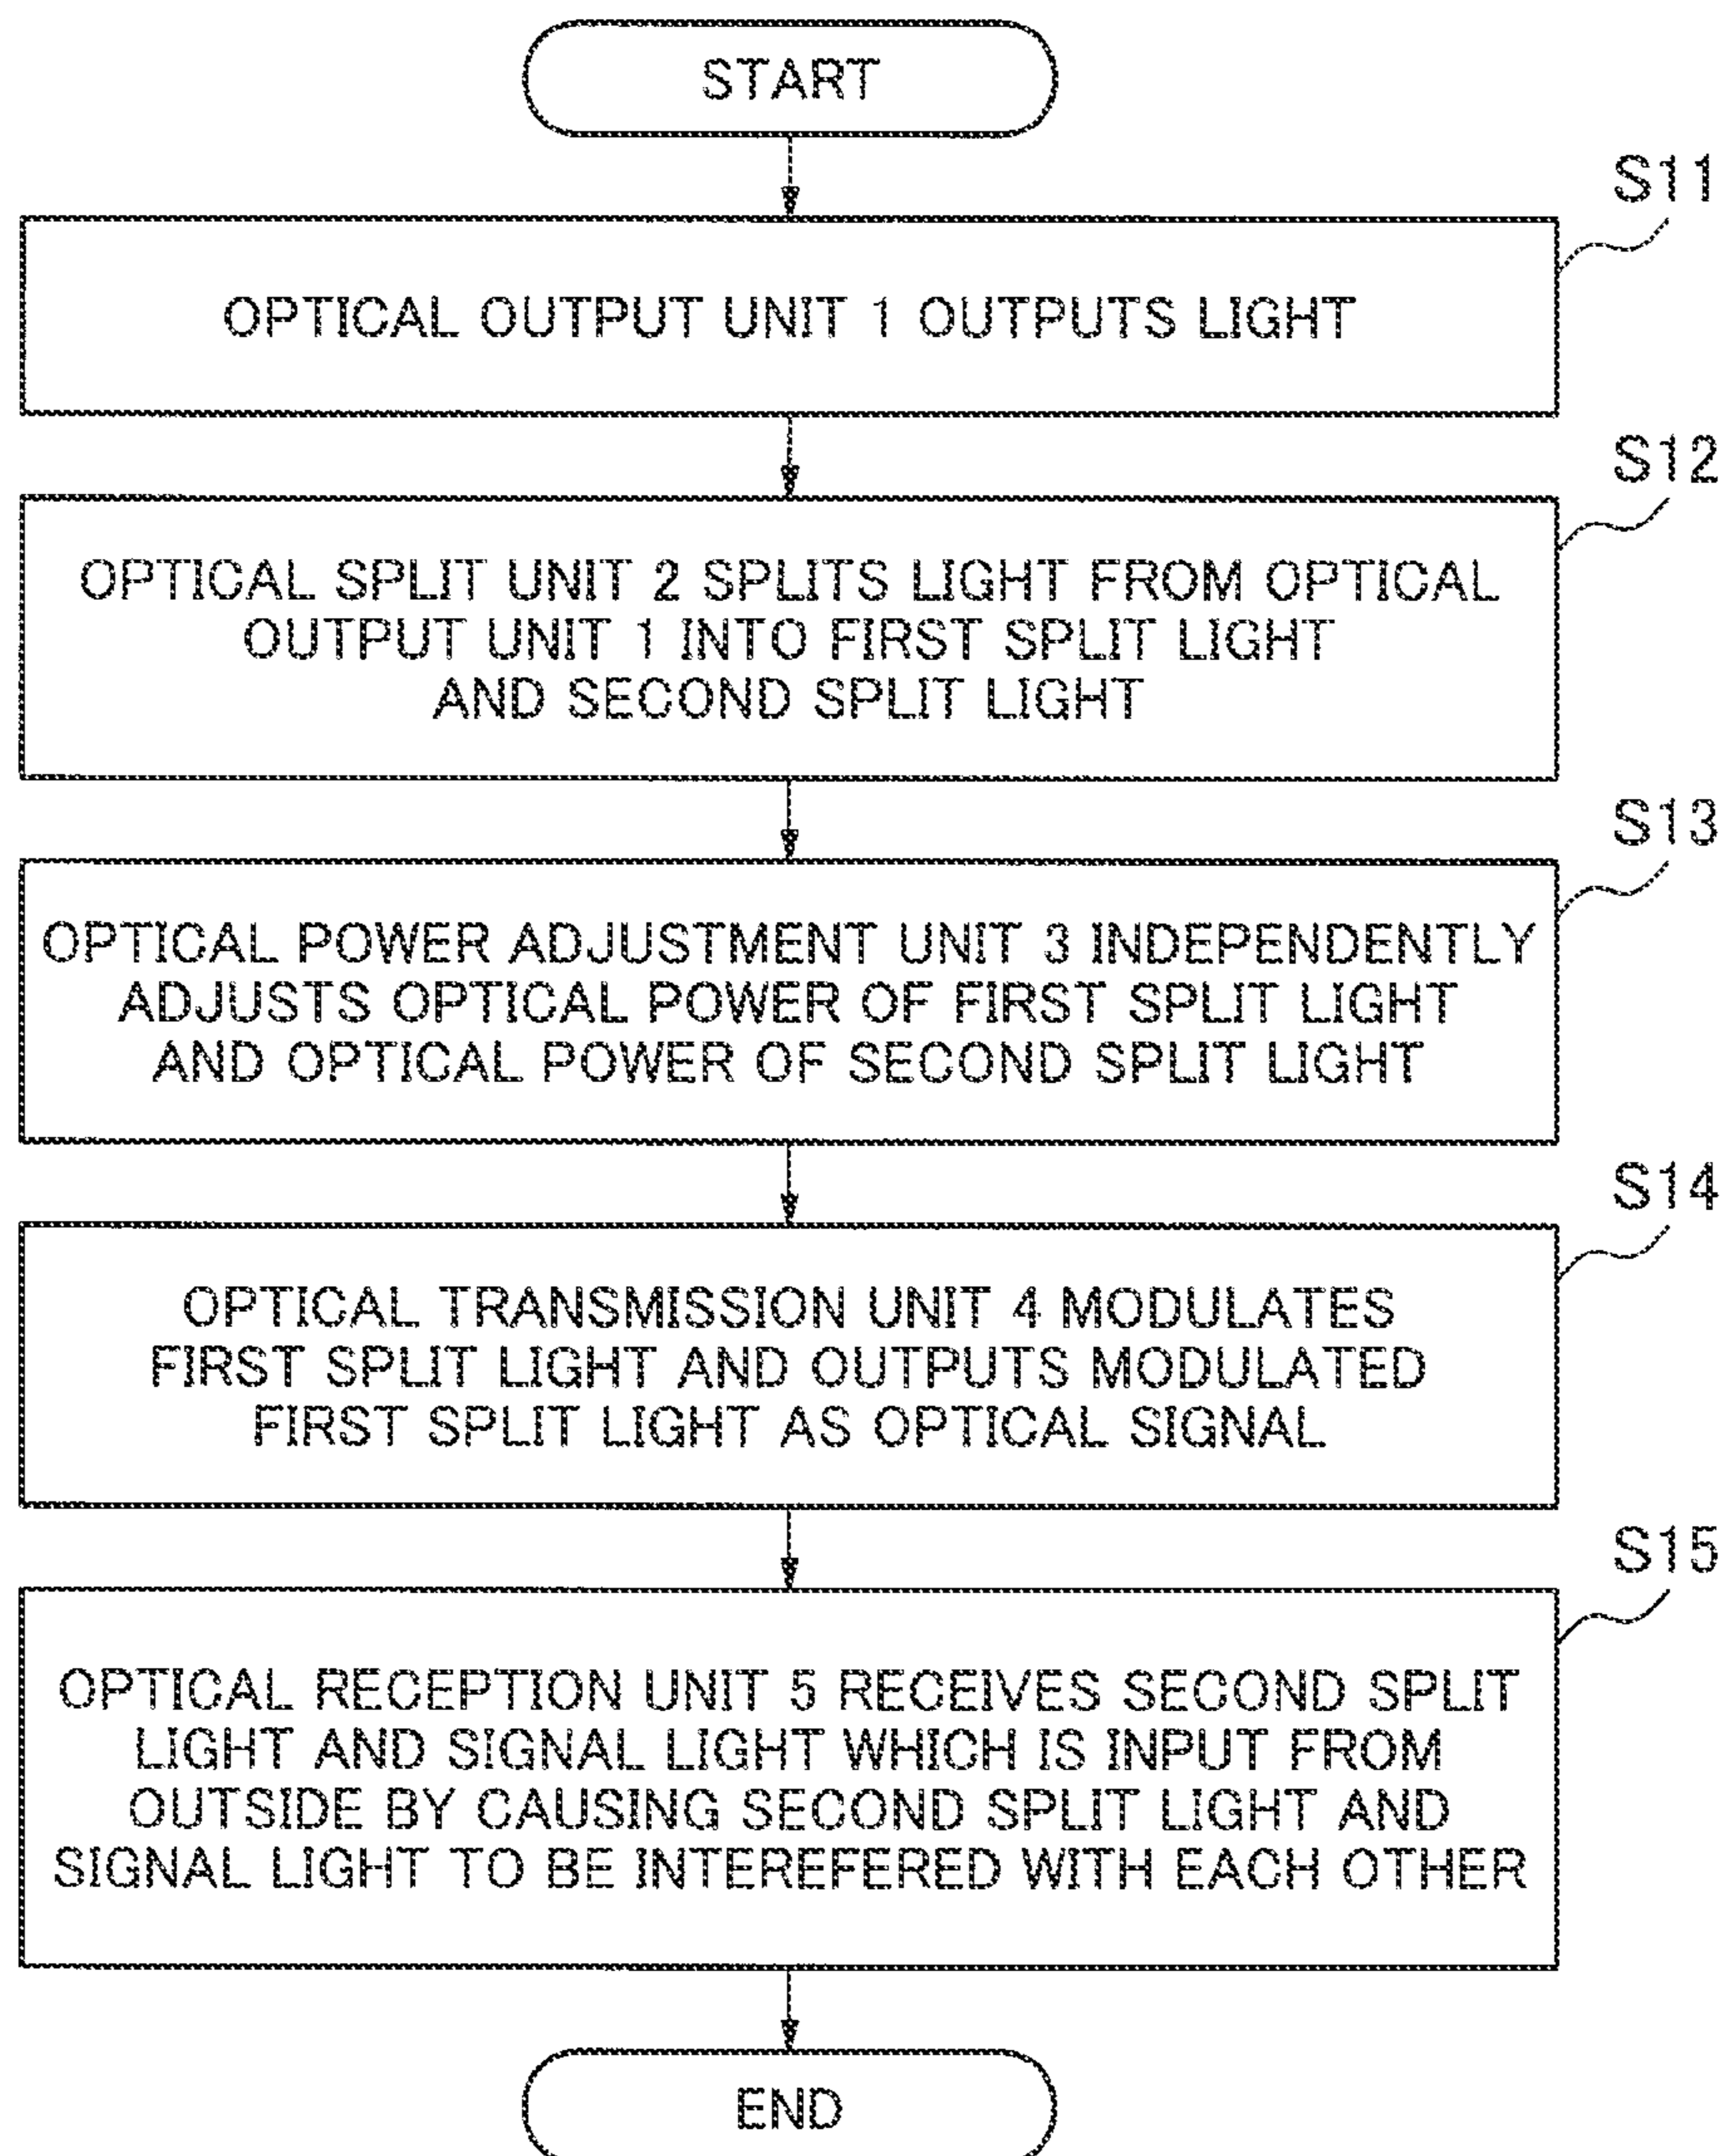 START
S11
OPTICAL OUTPUT UNIT 1 OUTPUTS LIGHT
S12
OPTICAL SPLIT UNIT 2 SPLITS LIGHT FROM OPTICAL
OUTPUT UNIT 1 INTO FIRST SPLIT LIGHT
AND SECOND SPLIT LIGHT
S13
OPTICAL POWER ADJUSTMENT UNIT 3 INDEPENDENTLY
ADJUSTS OPTICAL POWER OF FIRST SPLIT LIGHT
AND OPTICAL POWER OF SECOND SPLIT LIGHT
S14
OPTICAL TRANSMISSION UNIT 4 MODULATES
FIRST SPLIT LIGHT AND OUTPUTS MODULATED
FIRST SPLIT LIGHT AS OPTICAL SIGNAL
S15
OPTICAL RECEPTION UNIT 5 RECEIVES SECOND SPLIT
LIGHT AND SIGNAL LIGHT WHICH IS INPUT FROM
OUTSIDE BY CAUSING SECOND SPLIT LIGHT AND
SIGNAL LIGHT TO BE INTEREFERED WITH EACH OTHER
END